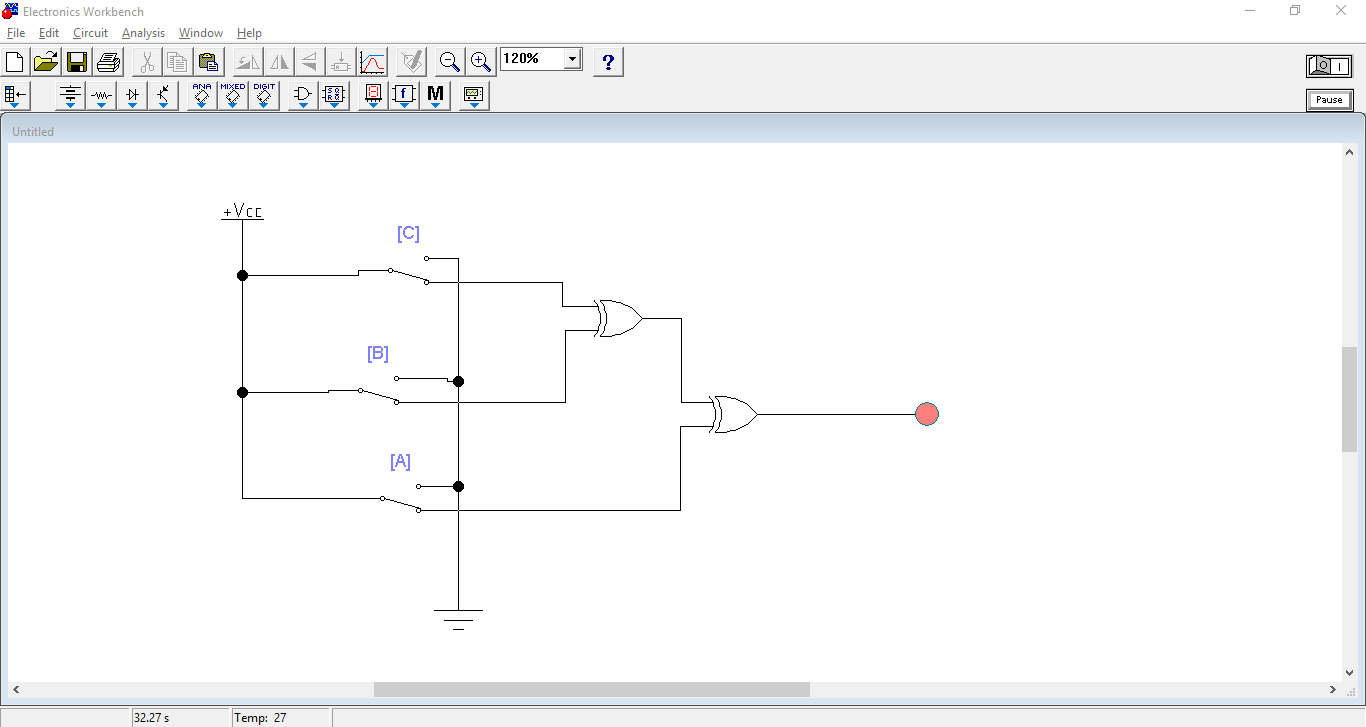 Electronics Workbench
File Edit Circuit Analysis Window Help
120% ?
ANA MIXED DIGIT f M
Pause
Untitled
+Vcc
[C]
[B]
[A]
32.27 s Temp: 27